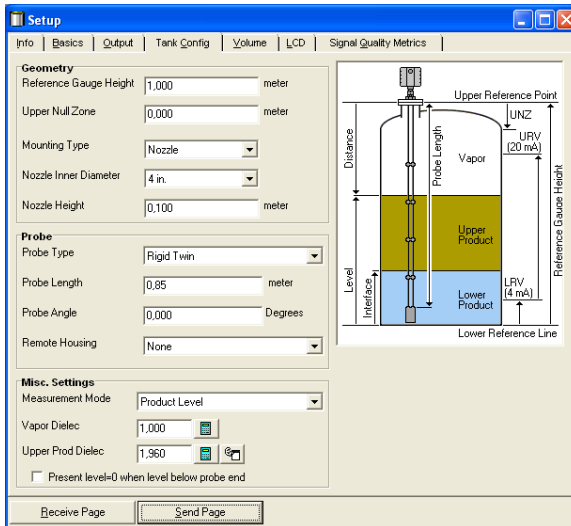 Setup
Info
Basics
Output
Tank Config
Volume
LCD
Signal Quality Metrics
Geometry
Reference Gauge Height 1,000 meter
Upper Null Zone 0,000 meter
Mounting Type Nozzle
Nozzle Inner Diameter 4 in.
Nozzle Height 0,100 meter
Probe
Probe Type Rigid Twin
Probe Length 0,85 meter
Probe Angle 0,000 Degrees
Remote Housing None
Misc. Settings
Measurement Mode Product Level
Vapor Dielec 1,000
Upper Prod Dielec 1,960
Present level=0 when level below probe end
Receive Page
Send Page
Upper Reference Point
UNZ
URV
(20 mA)
Distance
Probe Length
Vapor
Reference Gauge Height
Upper
Product
Level
Interface
Lower
Product
LRV
(4 mA)
Lower Reference Line